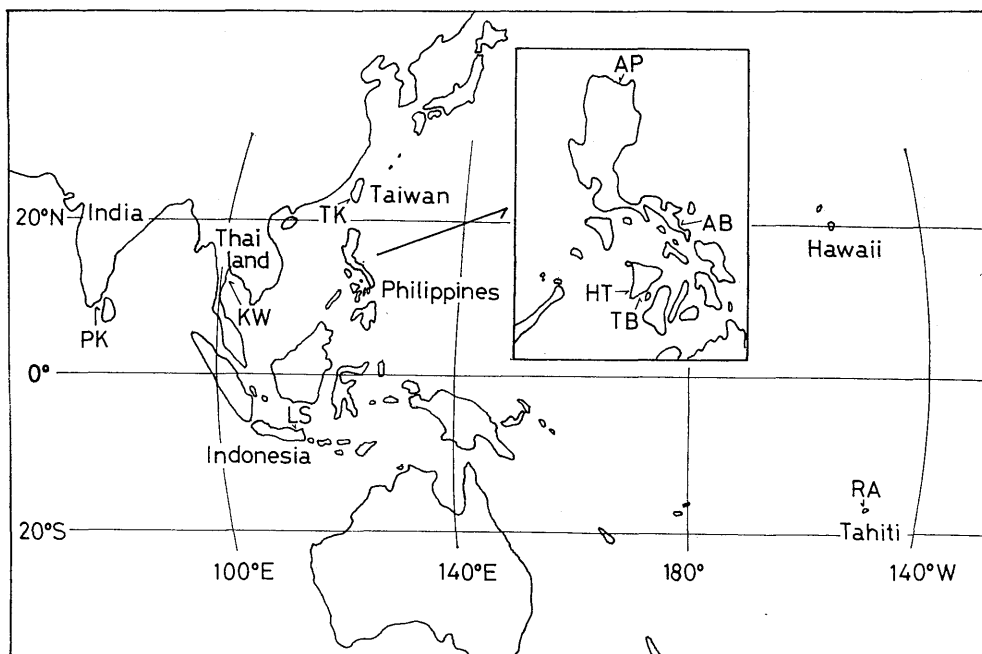 AP
AB
HT
TB
20°N
India
TK
Taiwan
Thai
land
Philippines
Hawaii
KW
PK
0°
LS
Indonesia
RA
Tahiti
20°S
100°E
140°E
180°
140°W